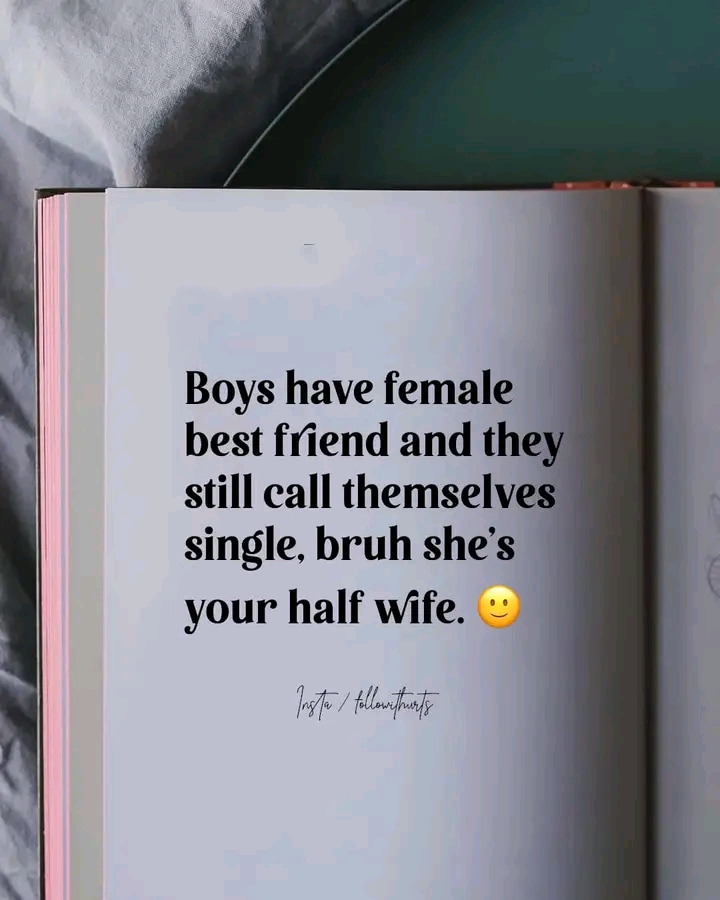 Boys have female
best friend and they
still call themselves
single, bruh she's
your half wife. 🙂
Insta / followithurts